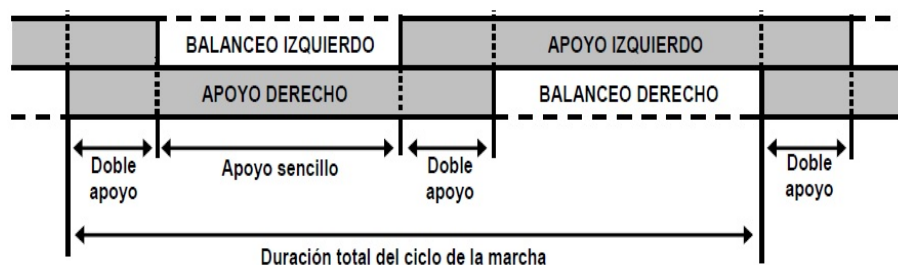 BALANCEO IZQUIERDO APOYO IZQUIERDO
APOYO DERECHO BALANCEO DERECHO
Doble apoyo
Apoyo sencillo
Doble apoyo
Doble apoyo
Duración total del ciclo de la marcha